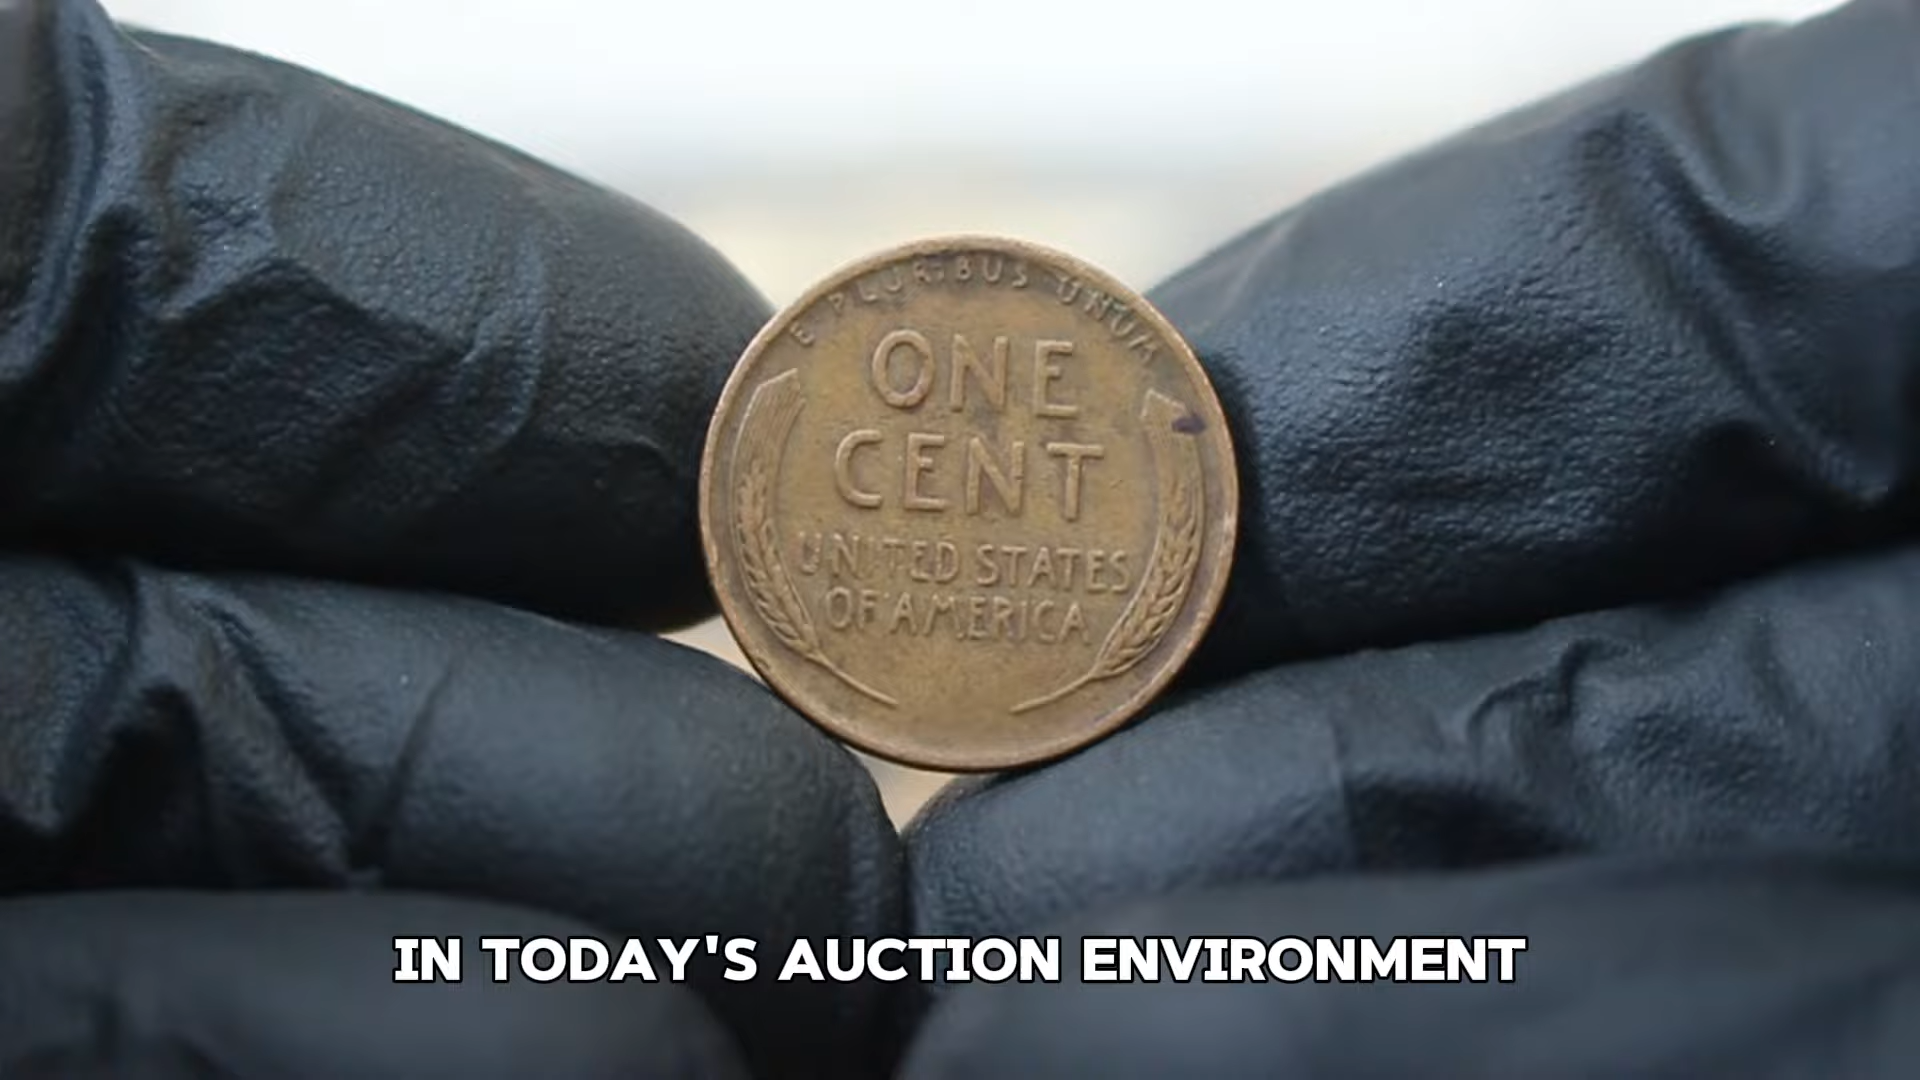 E PLURIBUS UNUM
ONE
CENT
UNITED STATES
OF AMERICA
IN TODAY'S AUCTION ENVIRONMENT